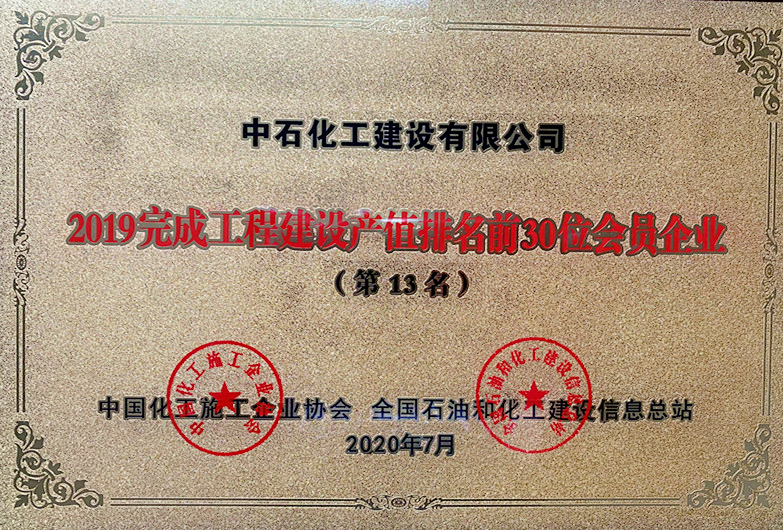 中石化工建设有限公司
2019完成工程建设产值排名前30位会员企业
（第13名）
中国化工施工企业协会 全国石油和化工建设信息总站
2020年7月